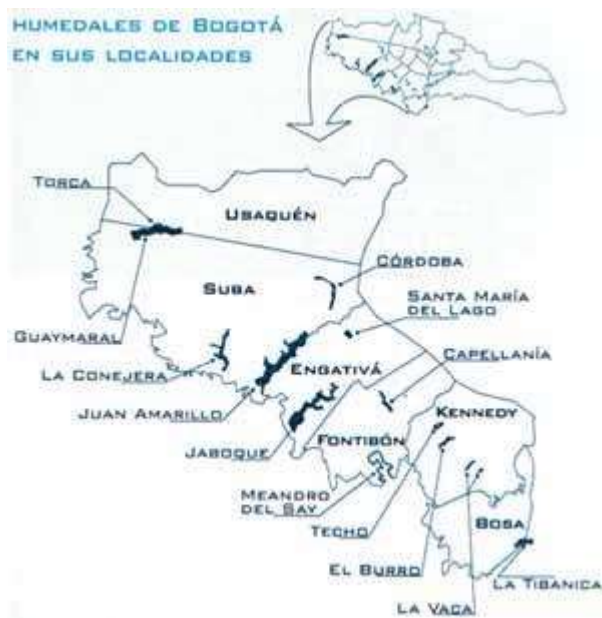 HUMEDALES DE BOGOTÁ
EN SUS LOCALIDADES
TORCA
USAQUÉN
CÓRDOBA
SUBA
SANTA MARÍA
DEL LAGO
GUAYMARAL
CAPELLANÍA
LA CONEJERA
ENGATIVÁ
JUAN AMARILLO
KENNEDY
JABOQUE
FONTIBÓN
MEANDRO
DEL SAY
TECHO
BOSA
EL BURRO
LA TIBANICA
LA VACA